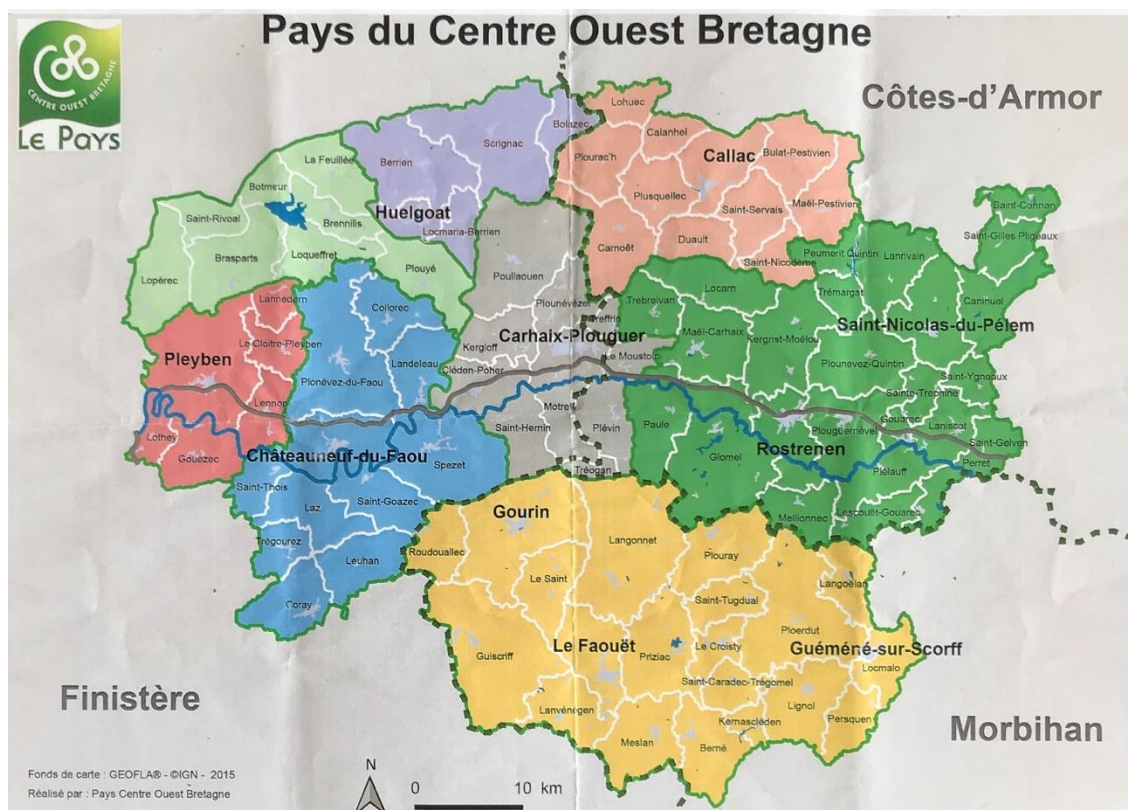 Pays du Centre Ouest Bretagne
COB
CENTRE OUEST BRETAGNE
Le Pays
Côtes-d'Armor
Lohuec
Bolazec
Calanhel
Scrignac
Plourac'h
Callac
Bulat-Pestivien
La Feuillée
Berrien
Botmeur
Plusquellec
Saint-Servais
Maël-Pestivien
Saint-Connan
Saint-Rivoal
Huelgoat
Brennilis
Locmaria-Berrien
Carnoët
Duault
Saint-Gilles Pligeaux
Brasparts
Loqueffret
Plouyé
Poullaouen
Saint-Nicodème
Peumerit Quintin
Lanrivain
Lopérec
Lannedern
Collorec
Plounévézel
Trebreivan
Locarn
Trémargat
Canihuel
Treffrin
Saint-Nicolas-du-Pélem
Carhaix-Plouguer
Maël-Carhaix
Kergrist-Moëlou
Pleyben
Le Cloître-Pleyben
Kergloff
Le Moustoir
Plounevez-Quintin
Landeleau
Cléden-Poher
Saint-Ygneaux
Plonévez-du-Faou
Sainte-Tréphine
Lennon
Motreff
Gouarec
Lothey
Saint-Hernin
Plévin
Paule
Plouguernével
Laniscat
Saint-Gelven
Gouézec
Châteauneuf-du-Faou
Spezet
Glomel
Rostrenen
Plélauff
Perret
Tréogan
Saint-Thois
Saint-Goazec
Laz
Mellionnec
Lescouët-Gouarec
Gourin
Trégourez
Langonnet
Leuhan
Roudouallec
Plouray
Le Saint
Langoëlan
Saint-Tugdual
Coray
Ploerdut
Le Faouët
Le Croisty
Guéméné-sur-Scorff
Guiscriff
Priziac
Locmalo
Saint-Caradec-Trégomel
Finistère
Lignol
Lanvénégen
Kernascléden
Persquen
Morbihan
Meslan
Berné
N
Fonds de carte : GEOFLA® - ©IGN - 2015
0 10 km
Réalisé par : Pays Centre Ouest Bretagne